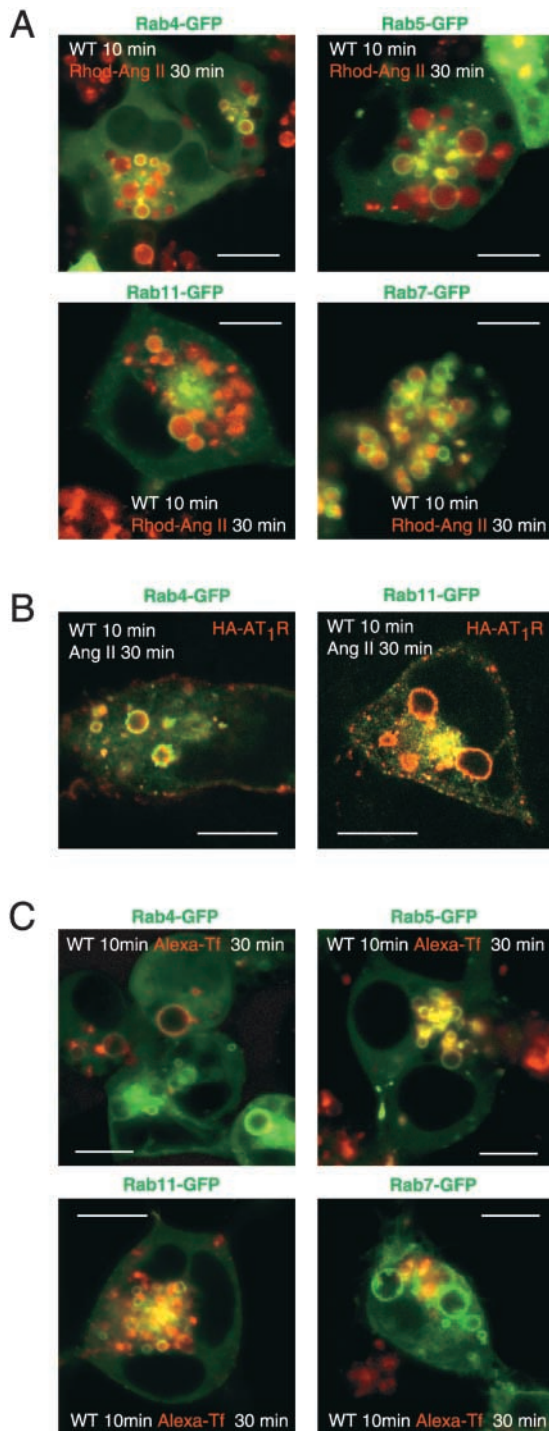 A
Rab4-GFP
WT 10 min
Rhod-Ang II 30 min
Rab5-GFP
WT 10 min
Rhod-Ang II 30 min
Rab11-GFP
WT 10 min
Rhod-Ang II 30 min
Rab7-GFP
WT 10 min
Rhod-Ang II 30 min
B
Rab4-GFP
WT 10 min HA-AT₁R
Ang II 30 min
Rab11-GFP
WT 10 min HA-AT₁R
Ang II 30 min
C
Rab4-GFP
WT 10min Alexa-Tf 30 min
Rab5-GFP
WT 10min Alexa-Tf 30 min
Rab11-GFP
WT 10min Alexa-Tf 30 min
Rab7-GFP
WT 10min Alexa-Tf 30 min